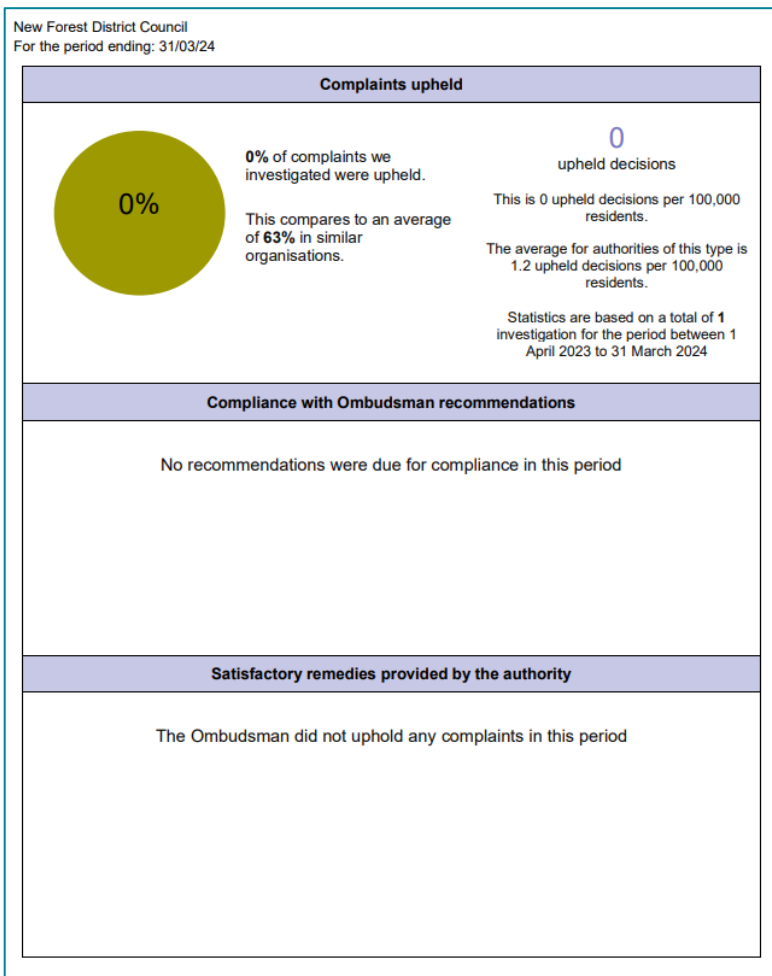 New Forest District Council
For the period ending: 31/03/24
Complaints upheld
0%
0% of complaints we
investigated were upheld.
This compares to an average
of 63% in similar
organisations.
0
upheld decisions
This is 0 upheld decisions per 100,000
residents.
The average for authorities of this type is
1.2 upheld decisions per 100,000
residents.
Statistics are based on a total of 1
investigation for the period between 1
April 2023 to 31 March 2024
Compliance with Ombudsman recommendations
No recommendations were due for compliance in this period
Satisfactory remedies provided by the authority
The Ombudsman did not uphold any complaints in this period